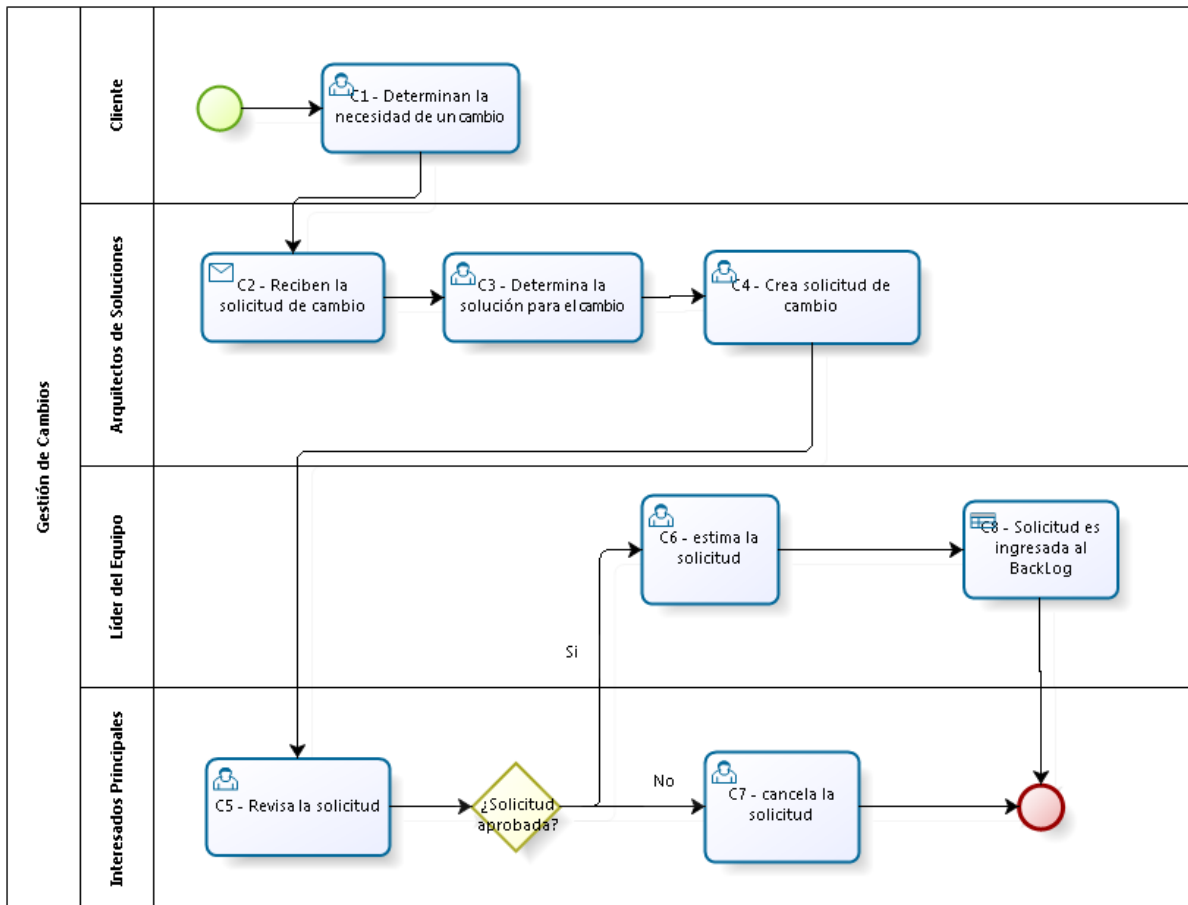 Gestión de Cambios
Cliente
C1 - Determinan la
necesidad de un cambio
Arquitectos de Soluciones
C2 - Reciben la
solicitud de cambio
C3 - Determina la
solución para el cambio
C4 - Crea solicitud de
cambio
Líder del Equipo
C6 - estima la
solicitud
C8 - Solicitud es
ingresada al
BackLog
Si
Interesados Principales
C5 - Revisa la solicitud
¿Solicitud
aprobada?
No
C7 - cancela la
solicitud